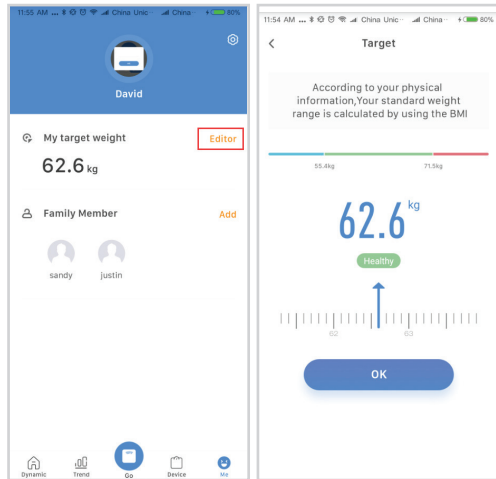 11:55 AM ... China Unic... China... 80%
David
My target weight
Editor
62.6 kg
Family Member
Add
sandy
justin
Dynamic
Trend
Go
Device
Me
11:54 AM ... China Unic... China... 80%
Target
According to your physical
information,Your standard weight
range is calculated by using the BMI
55.4kg
71.5kg
62.6 kg
Healthy
62
63
OK